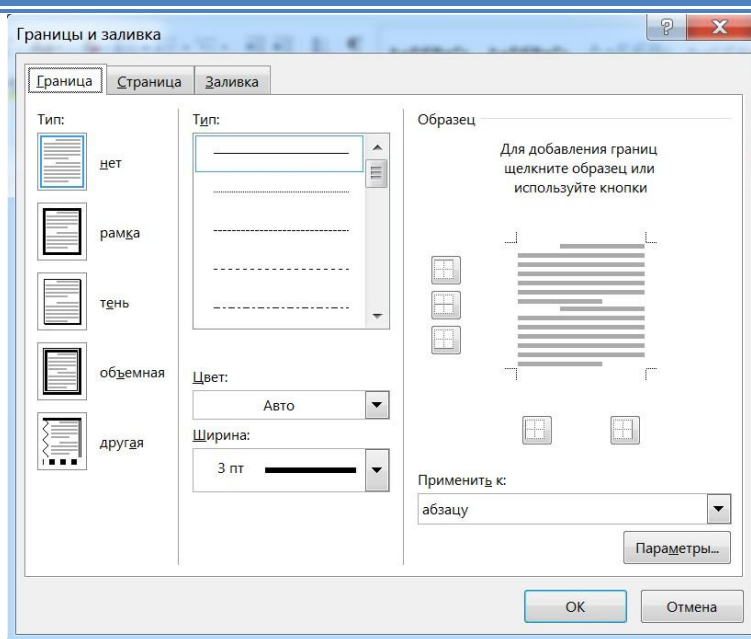 Границы и заливка
Граница Страница Заливка
Тип:
нет
рамка
тень
объемная
другая
Тип:
Цвет:
Авто
Ширина:
3 пт
Образец
Для добавления границ
щелкните образец или
используйте кнопки
Применить к:
абзацу
Параметры...
ОК Отмена